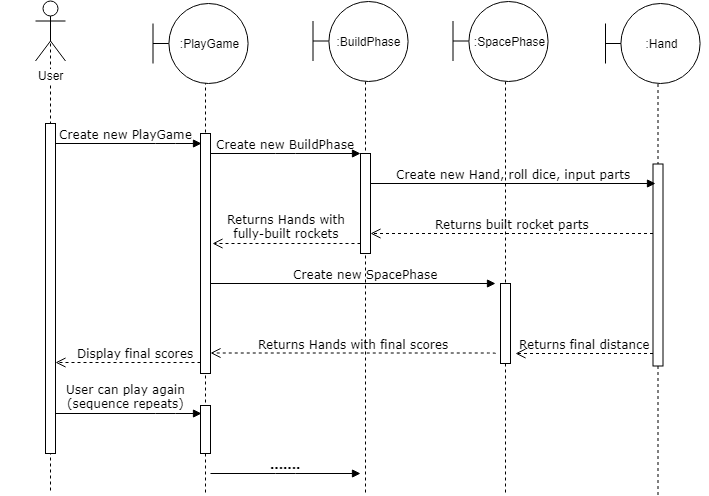 :PlayGame
:BuildPhase
:SpacePhase
:Hand
User
Create new PlayGame
Create new BuildPhase
Create new Hand, roll dice, input parts
Returns Hands with
fully-built rockets
Returns built rocket parts
Create new SpacePhase
Returns Hands with final scores
Returns final distance
Display final scores
User can play again
(sequence repeats)
.......